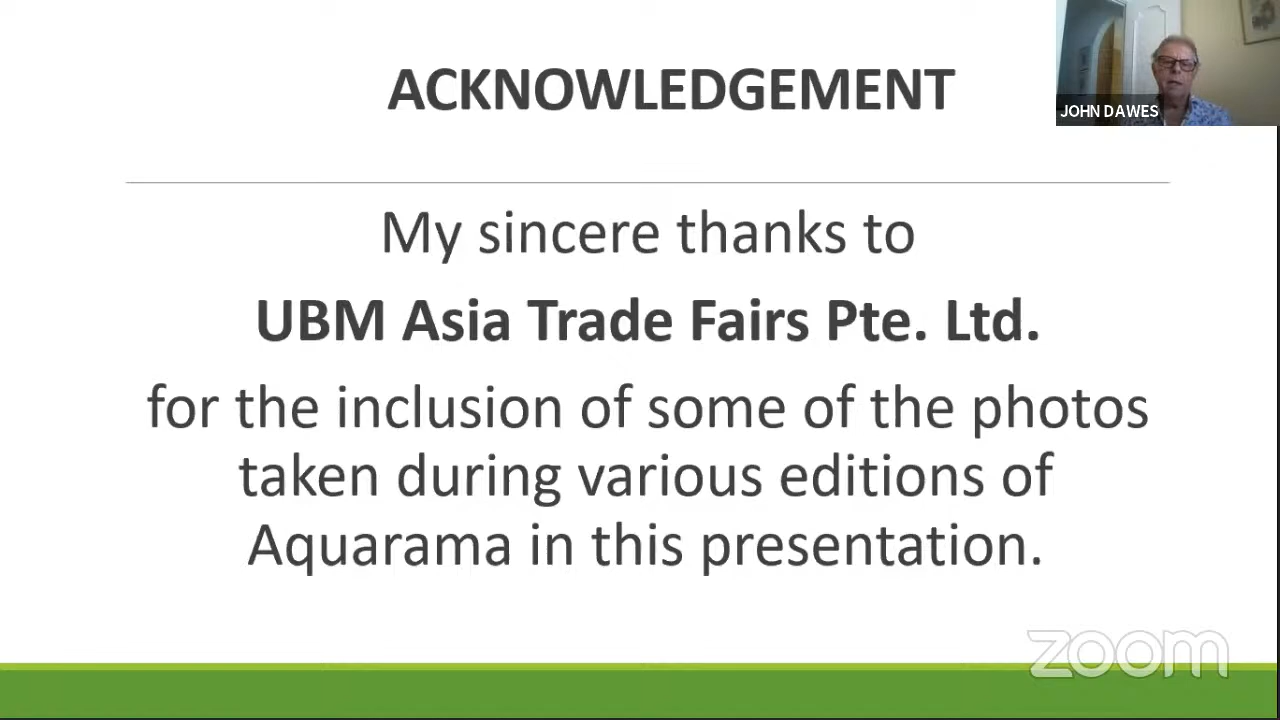 ACKNOWLEDGEMENT
JOHN DAWES
My sincere thanks to
UBM Asia Trade Fairs Pte. Ltd.
for the inclusion of some of the photos
taken during various editions of
Aquarama in this presentation.
zoom